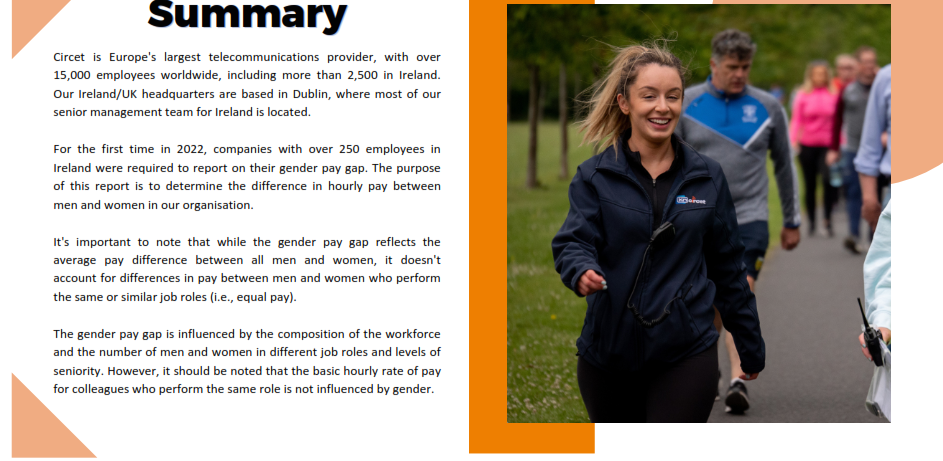 Summary
Circet is Europe's largest telecommunications provider, with over
15,000 employees worldwide, including more than 2,500 in Ireland.
Our Ireland/UK headquarters are based in Dublin, where most of our
senior management team for Ireland is located.
For the first time in 2022, companies with over 250 employees in
Ireland were required to report on their gender pay gap. The purpose
of this report is to determine the difference in hourly pay between
men and women in our organisation.
It's important to note that while the gender pay gap reflects the
average pay difference between all men and women, it doesn't
account for differences in pay between men and women who perform
the same or similar job roles (i.e., equal pay).
The gender pay gap is influenced by the composition of the workforce
and the number of men and women in different job roles and levels of
seniority. However, it should be noted that the basic hourly rate of pay
for colleagues who perform the same role is not influenced by gender.